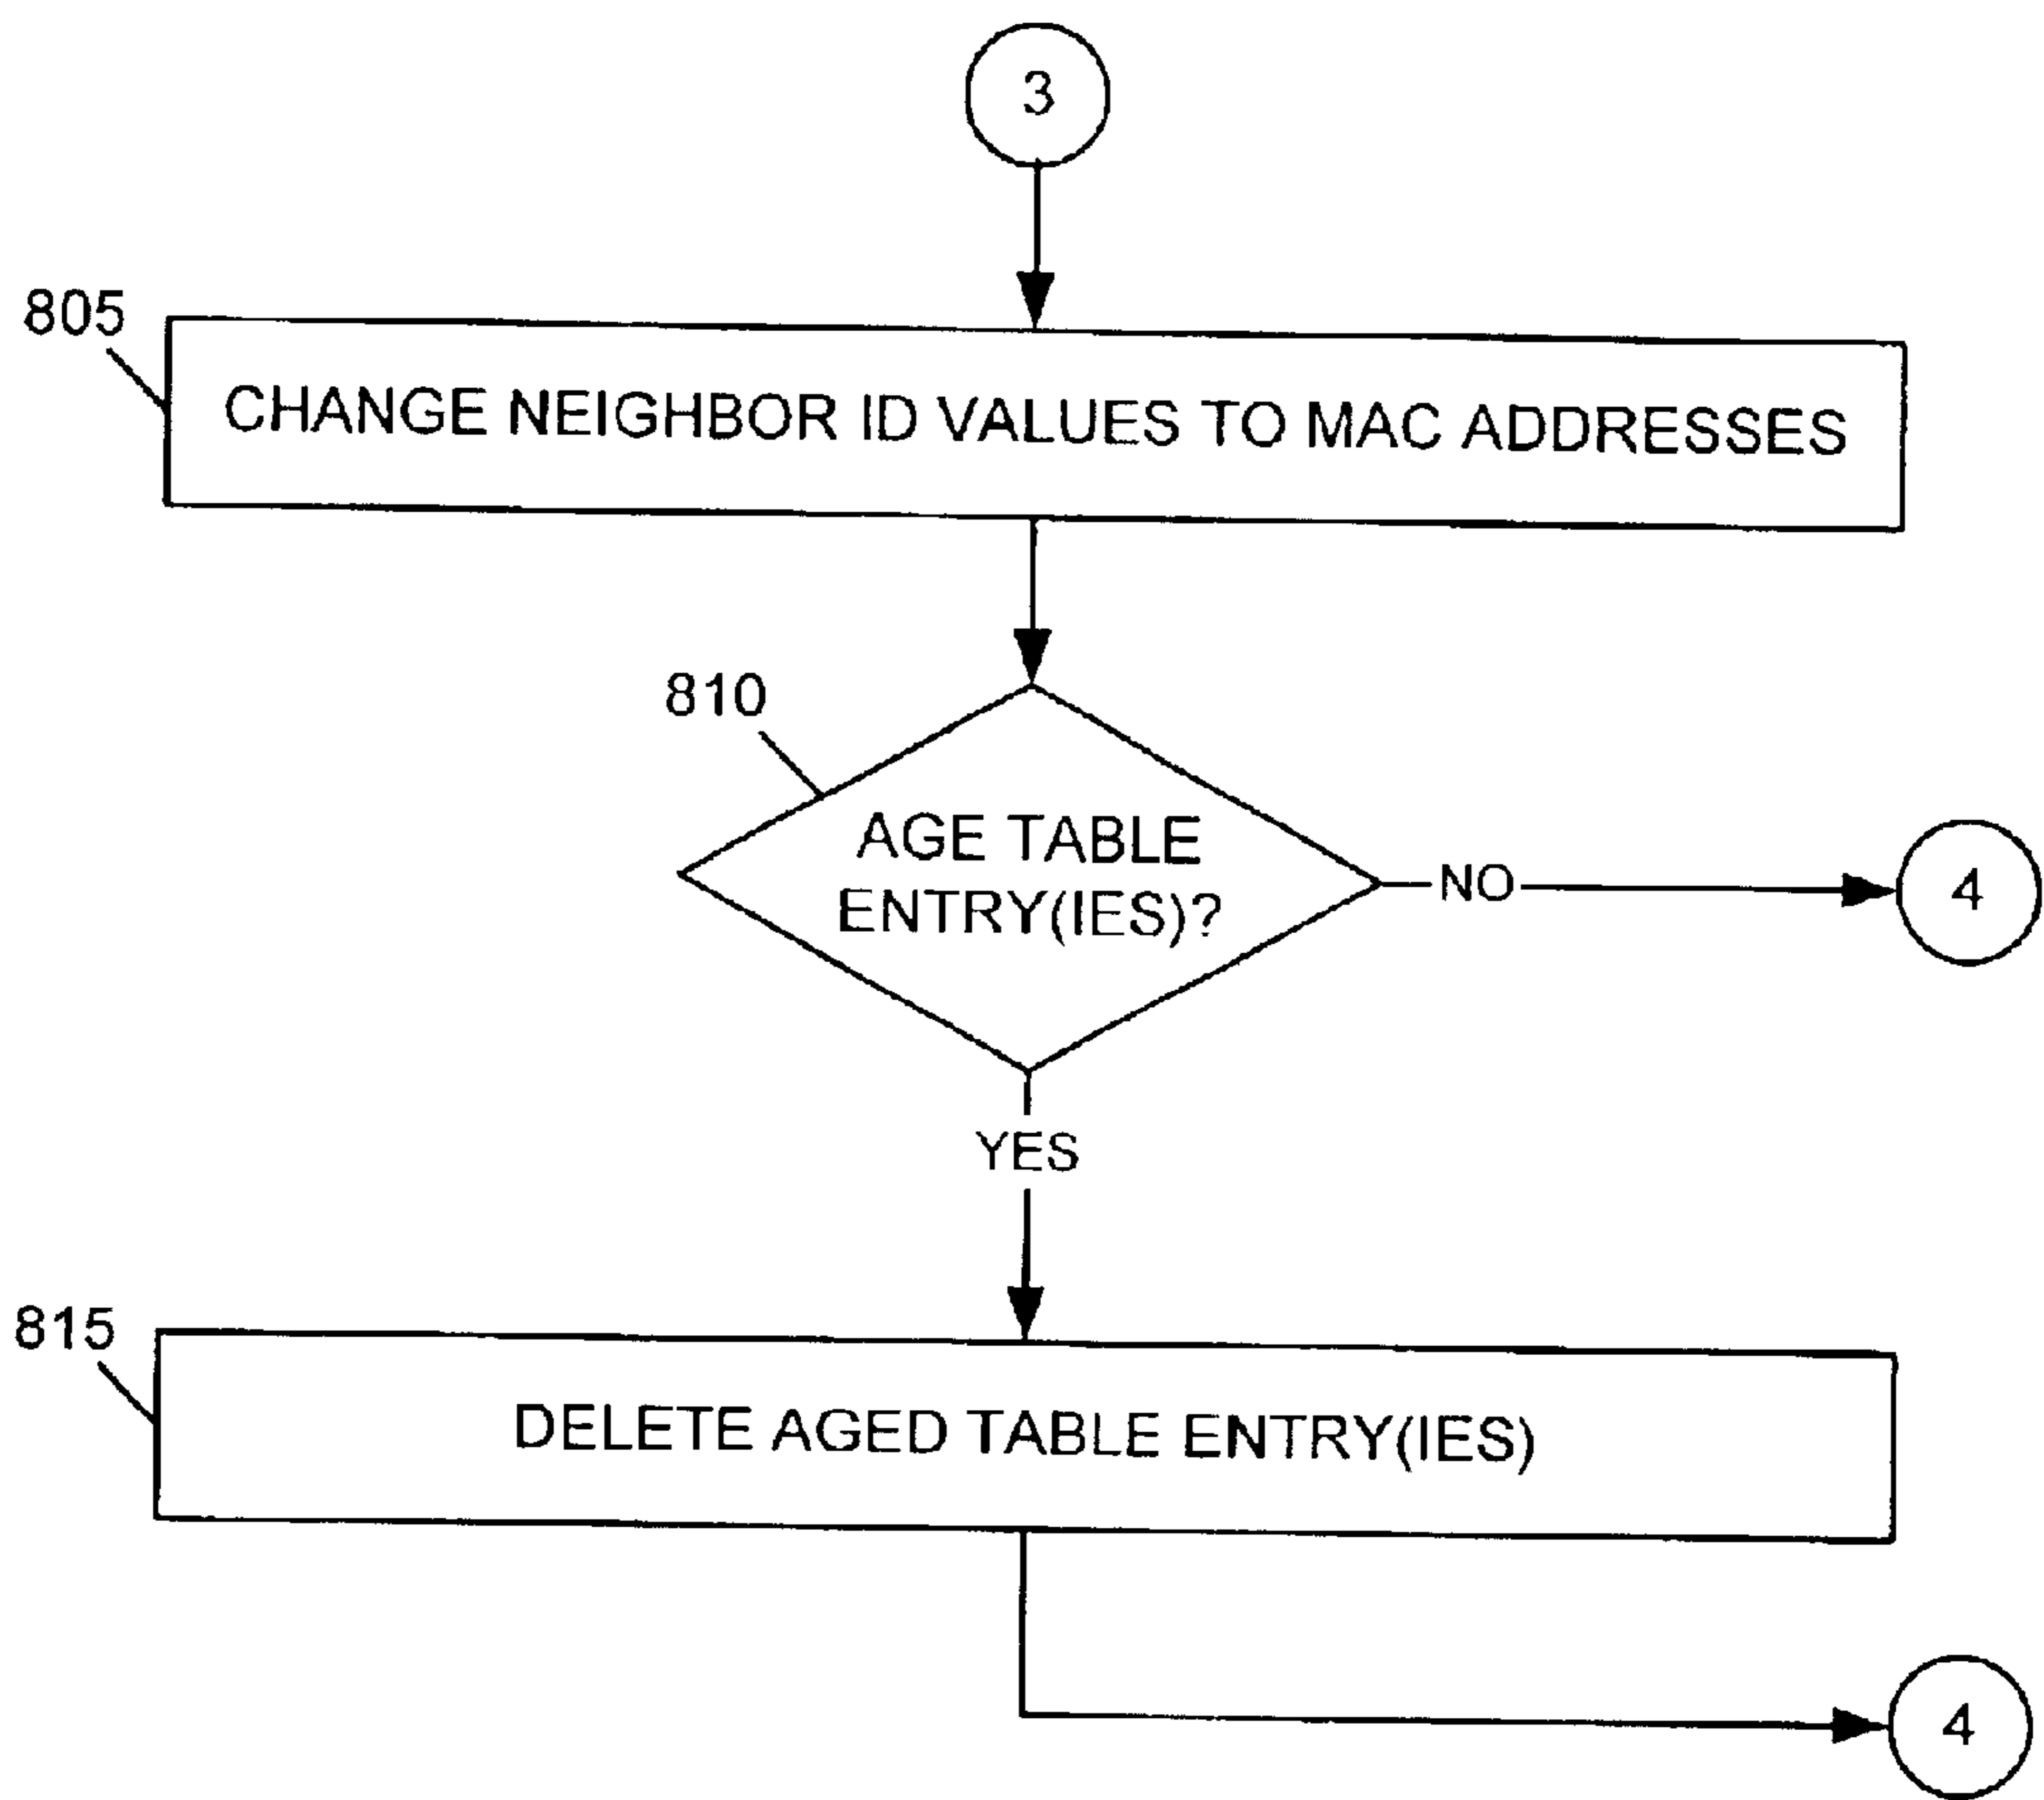 3
805
CHANGE NEIGHBOR ID VALUES TO MAC ADDRESSES
810
AGE TABLE
ENTRY(IES)?
NO
4
YES
815
DELETE AGED TABLE ENTRY(IES)
4